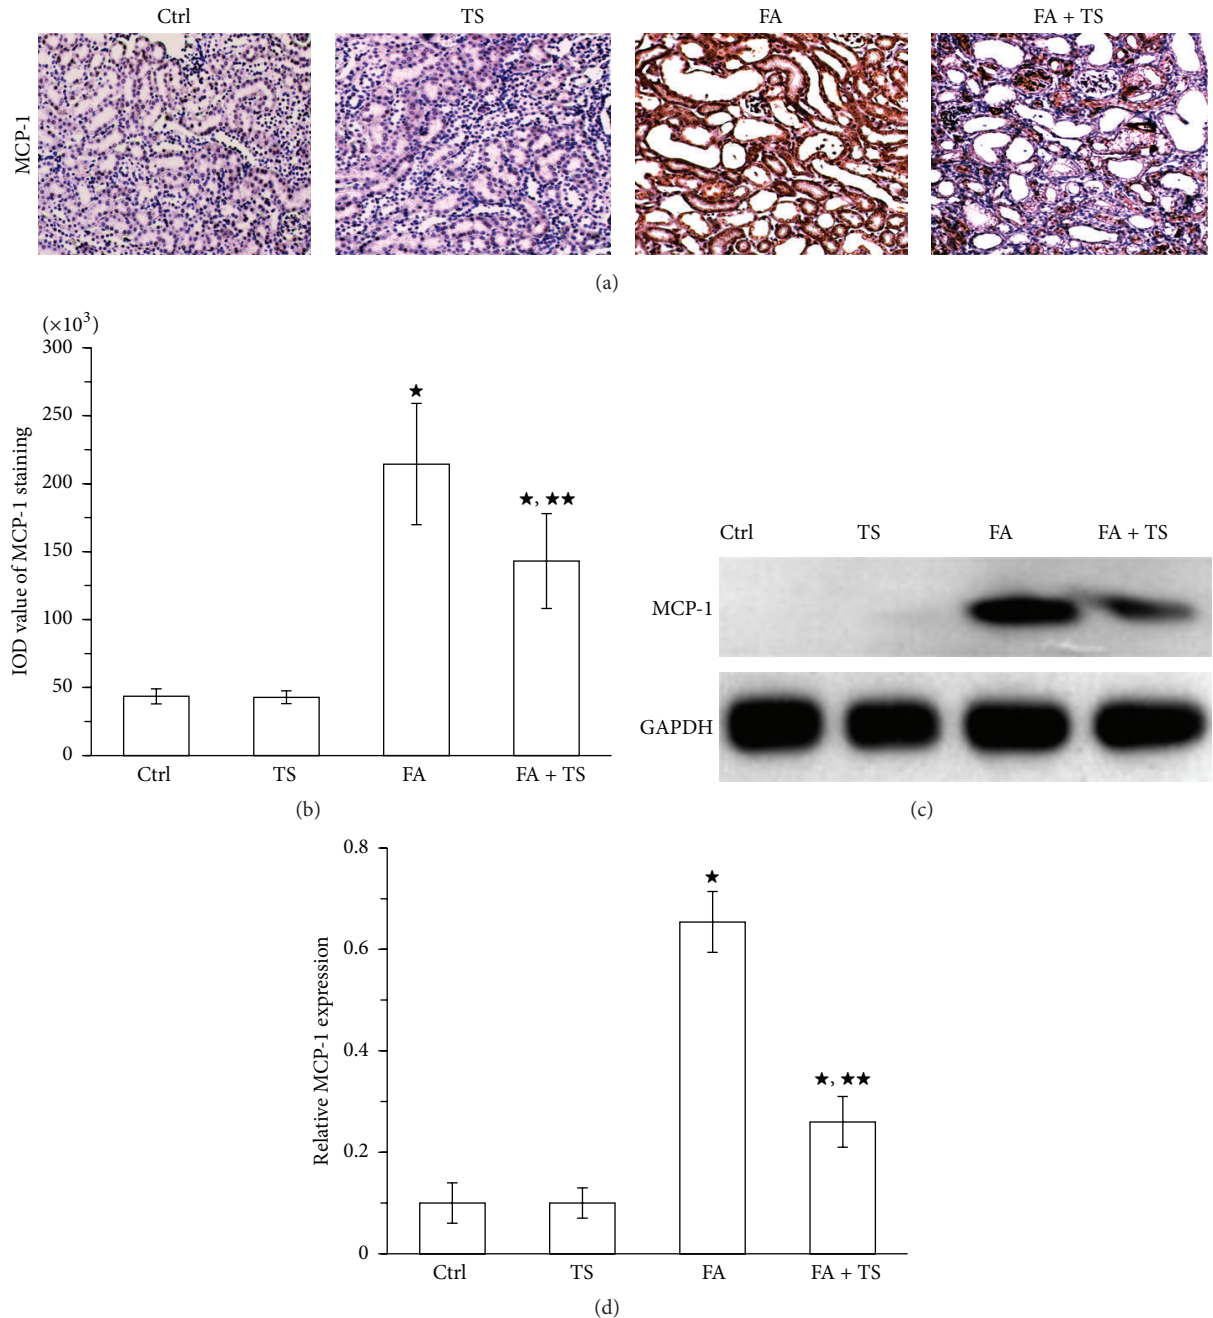 Ctrl TS FA FA + TS
MCP-1
(a)
(×10³)
300
250
200
150
100
50
0
IOD value of MCP-1 staining
★
★, ★★
Ctrl TS FA FA + TS
(b)
Ctrl TS FA FA + TS
MCP-1
GAPDH
(c)
0.8
0.6
0.4
0.2
0
Relative MCP-1 expression
★
★, ★★
Ctrl TS FA FA + TS
(d)